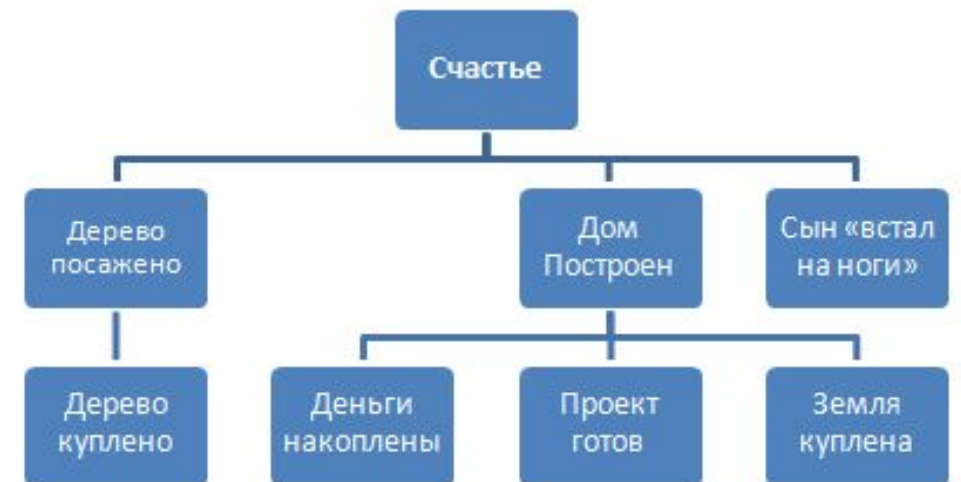 Счастье
Дерево
посажено
Дом
Построен
Сын «встал
на ноги»
Дерево
куплено
Деньги
накоплены
Проект
готов
Земля
куплена